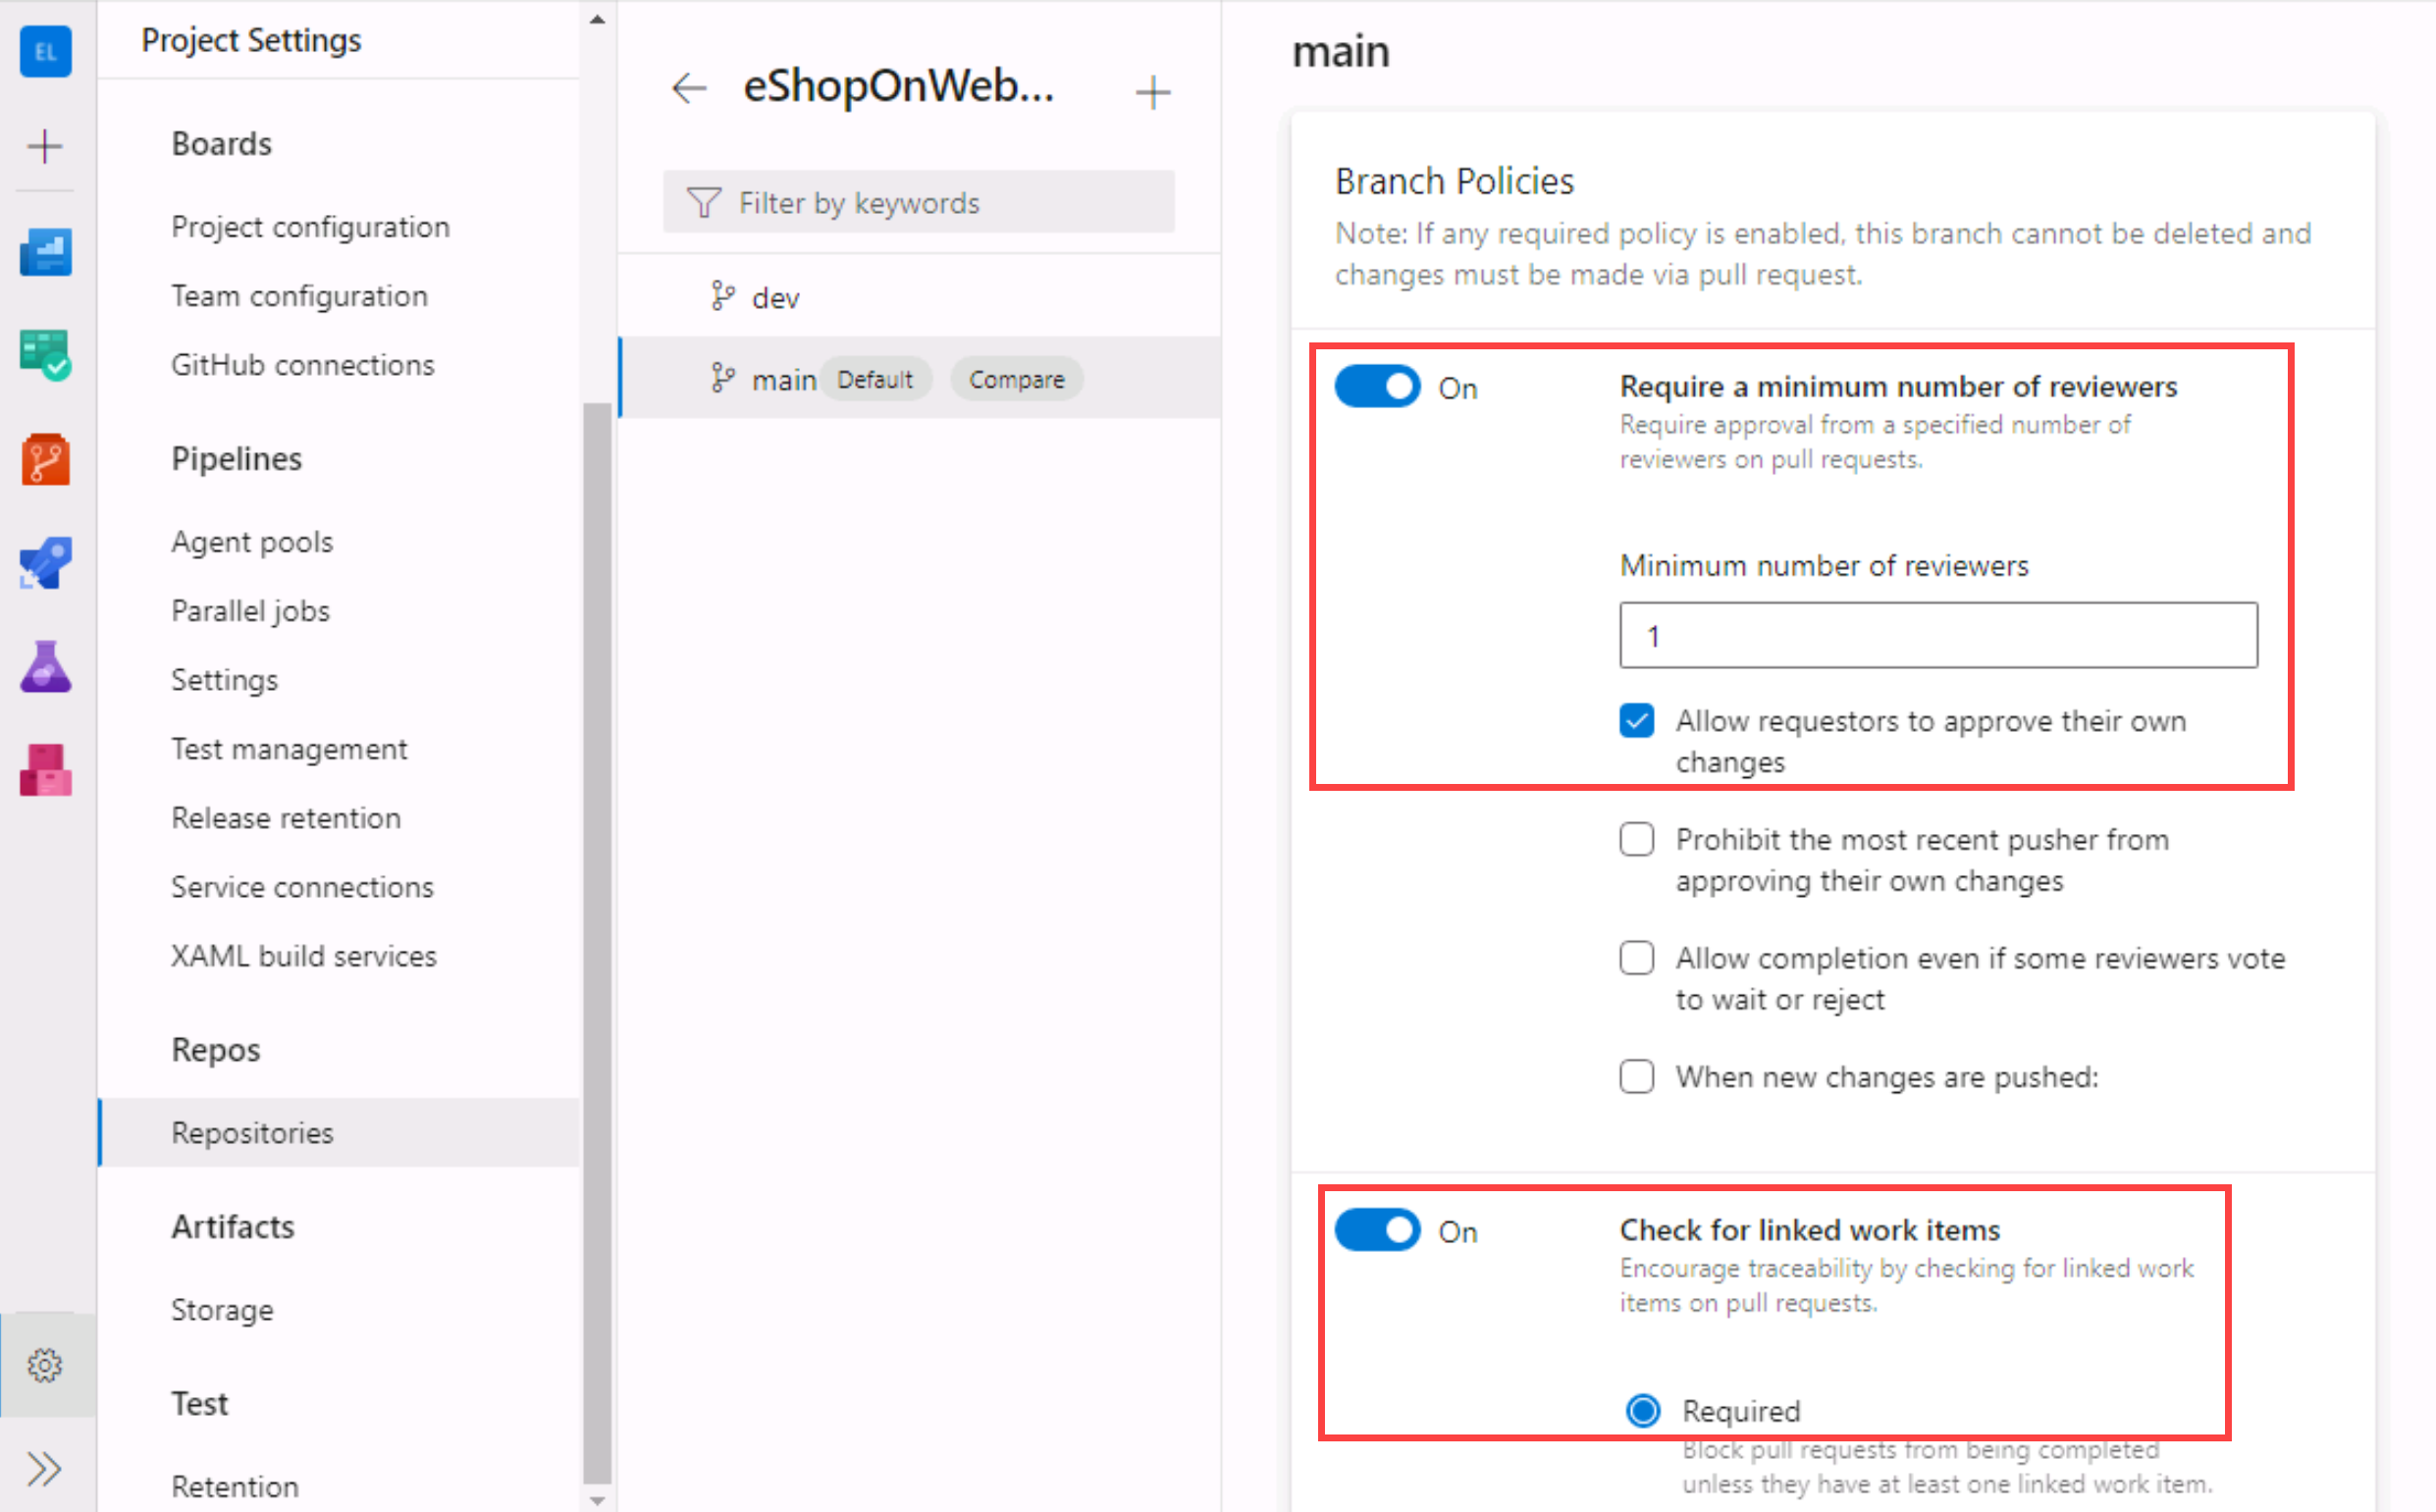 EL
Project Settings
Boards
Project configuration
Team configuration
GitHub connections
Pipelines
Agent pools
Parallel jobs
Settings
Test management
Release retention
Service connections
XAML build services
Repos
Repositories
Artifacts
Storage
Test
Retention
eShopOnWeb...
Filter by keywords
dev
main Default Compare
main
Branch Policies
Note: If any required policy is enabled, this branch cannot be deleted and
changes must be made via pull request.
On
Require a minimum number of reviewers
Require approval from a specified number of
reviewers on pull requests.
Minimum number of reviewers
1
Allow requestors to approve their own
changes
Prohibit the most recent pusher from
approving their own changes
Allow completion even if some reviewers vote
to wait or reject
When new changes are pushed:
On
Check for linked work items
Encourage traceability by checking for linked work
items on pull requests.
Required
Block pull requests from being completed
unless they have at least one linked work item.